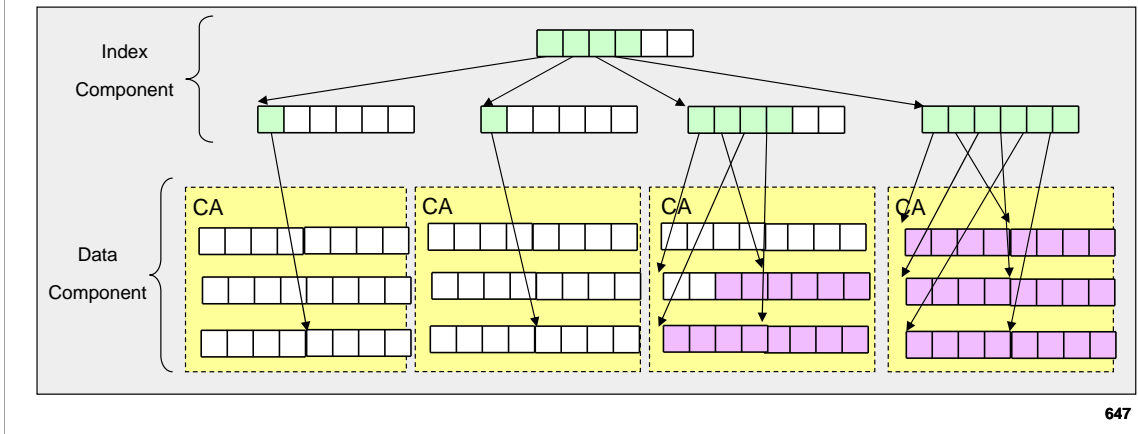 Index
Component
CA
CA
CA
CA
Data
Component
647